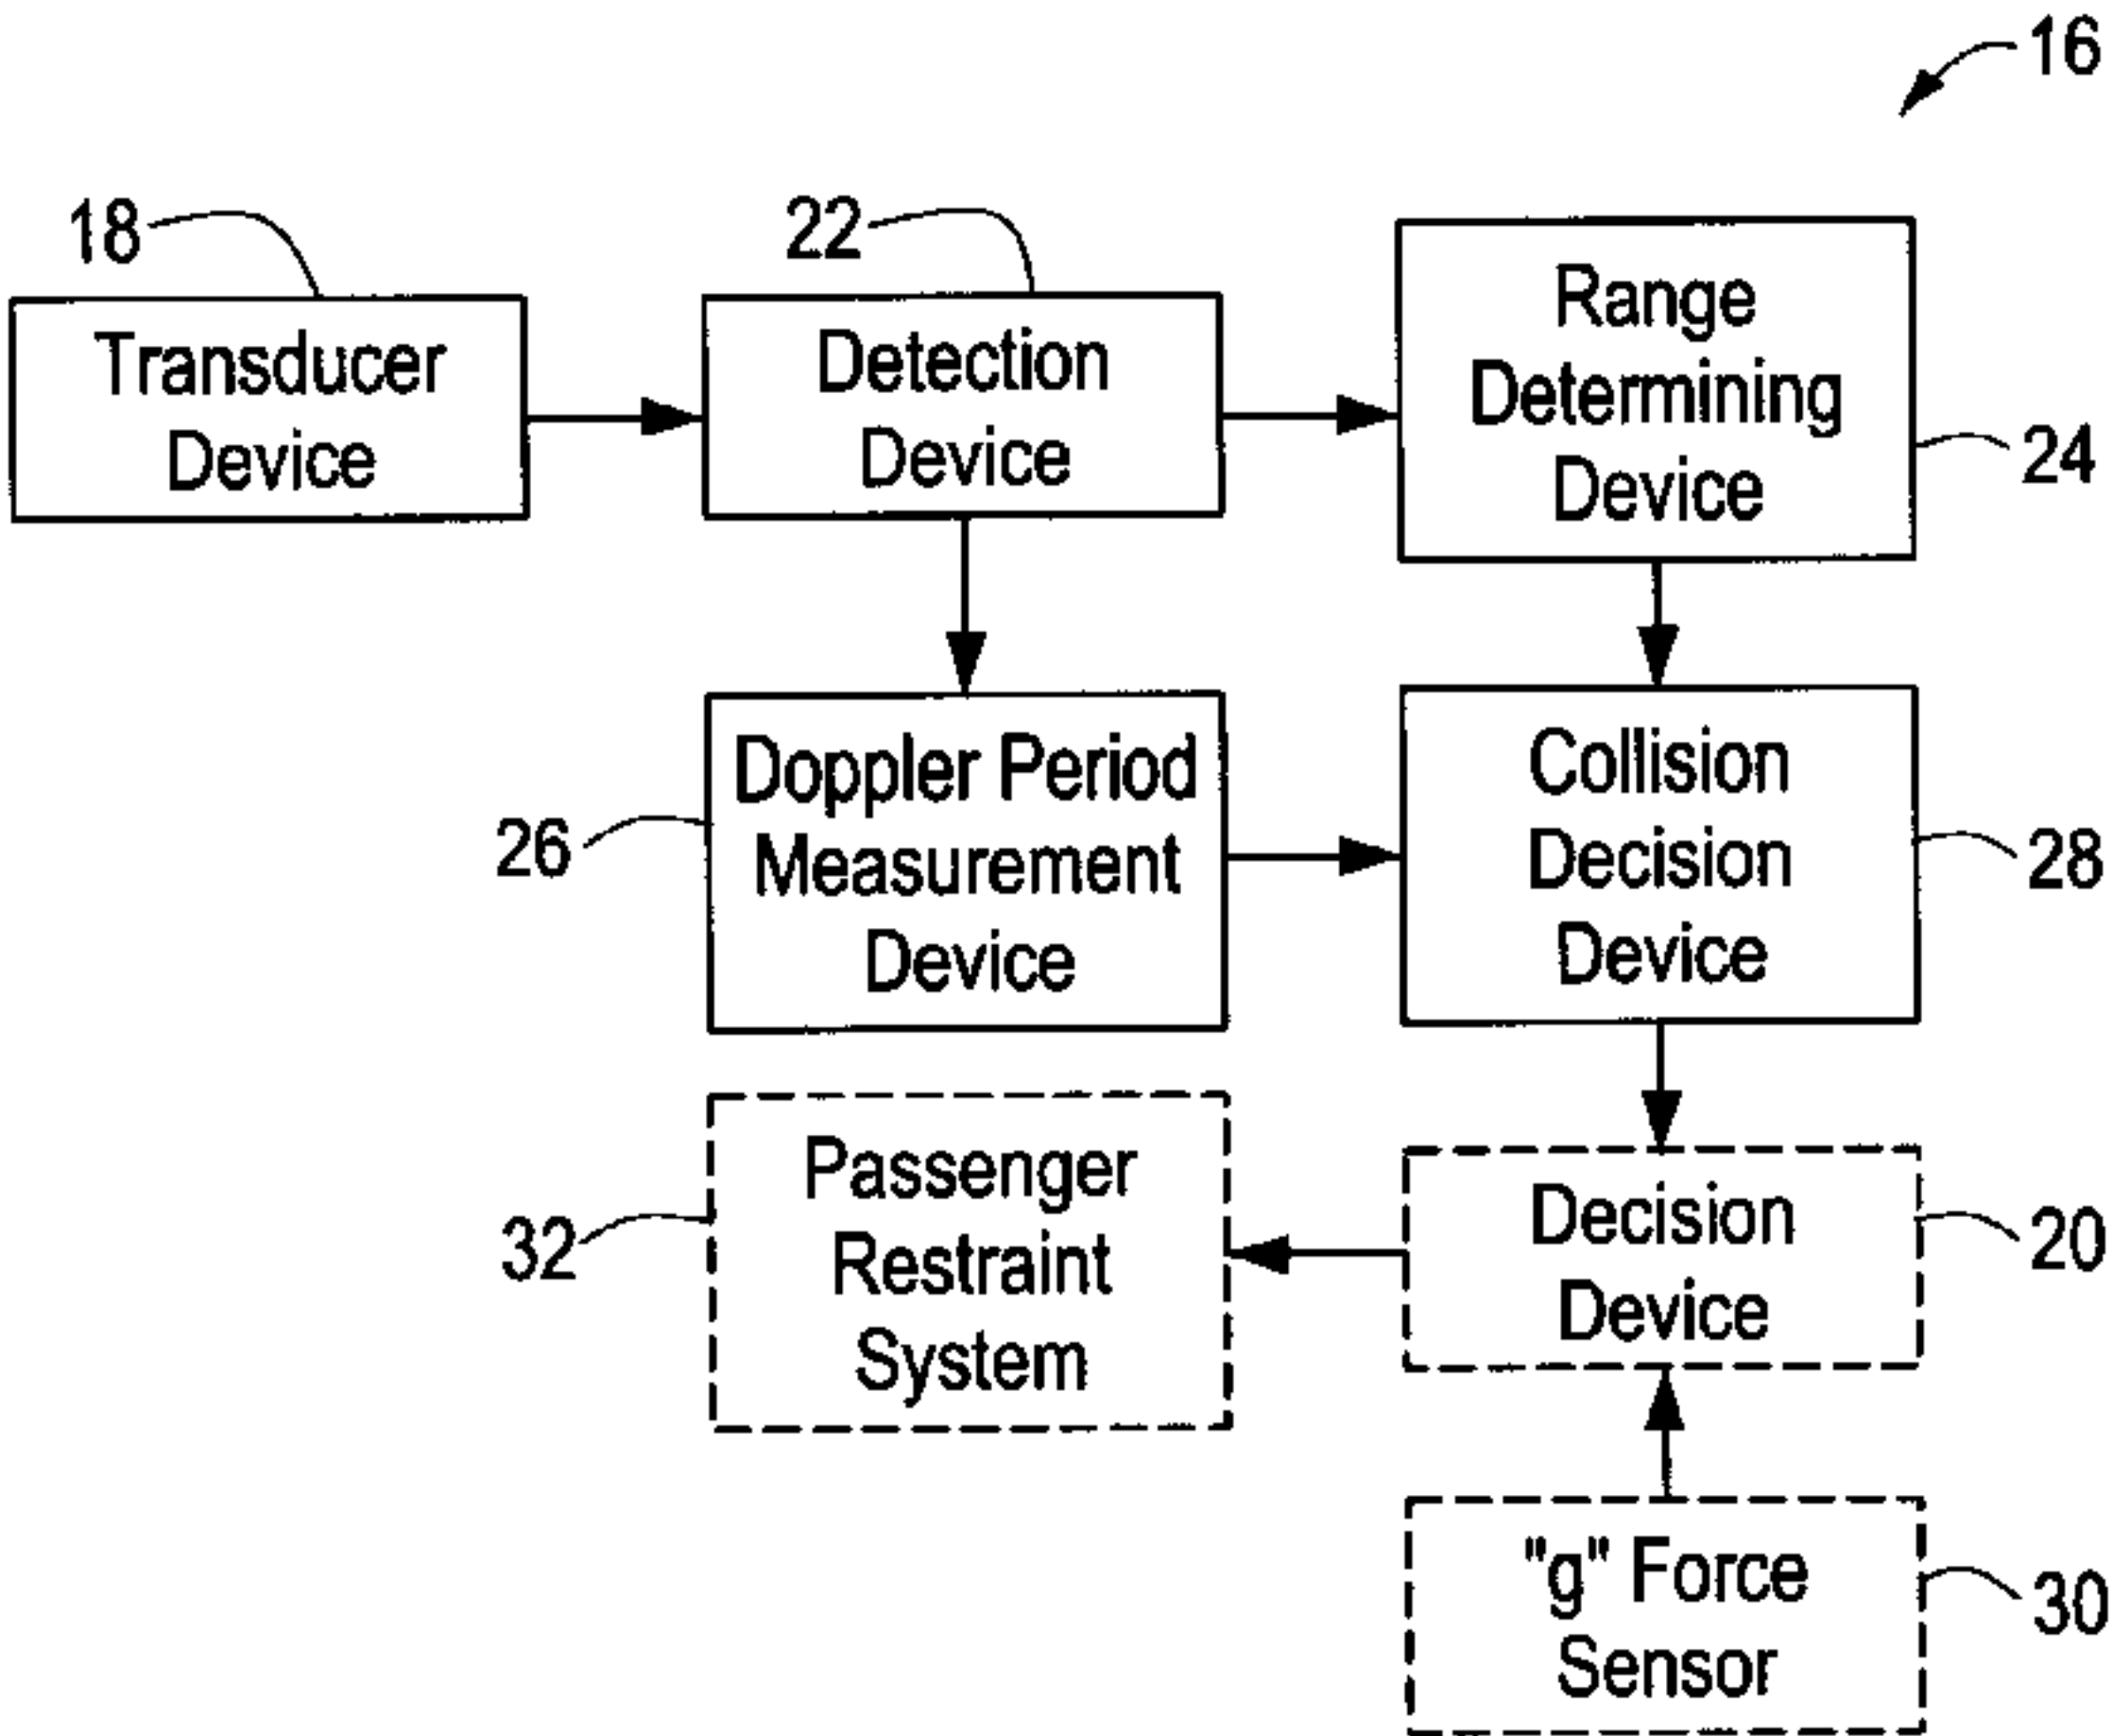 16
18
22
Transducer
Device
Detection
Device
Range
Determining
Device
24
26
Doppler Period
Measurement
Device
Collision
Decision
Device
28
32
Passenger
Restraint
System
Decision
Device
20
"g" Force
Sensor
30